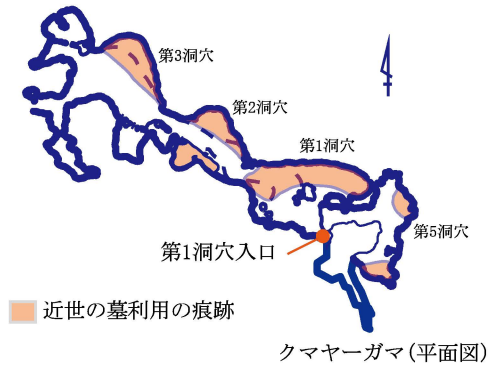 第3洞穴
第2洞穴
第1洞穴
第5洞穴
第1洞穴入口
近世の墓利用の痕跡
クマヤーガマ(平面図)